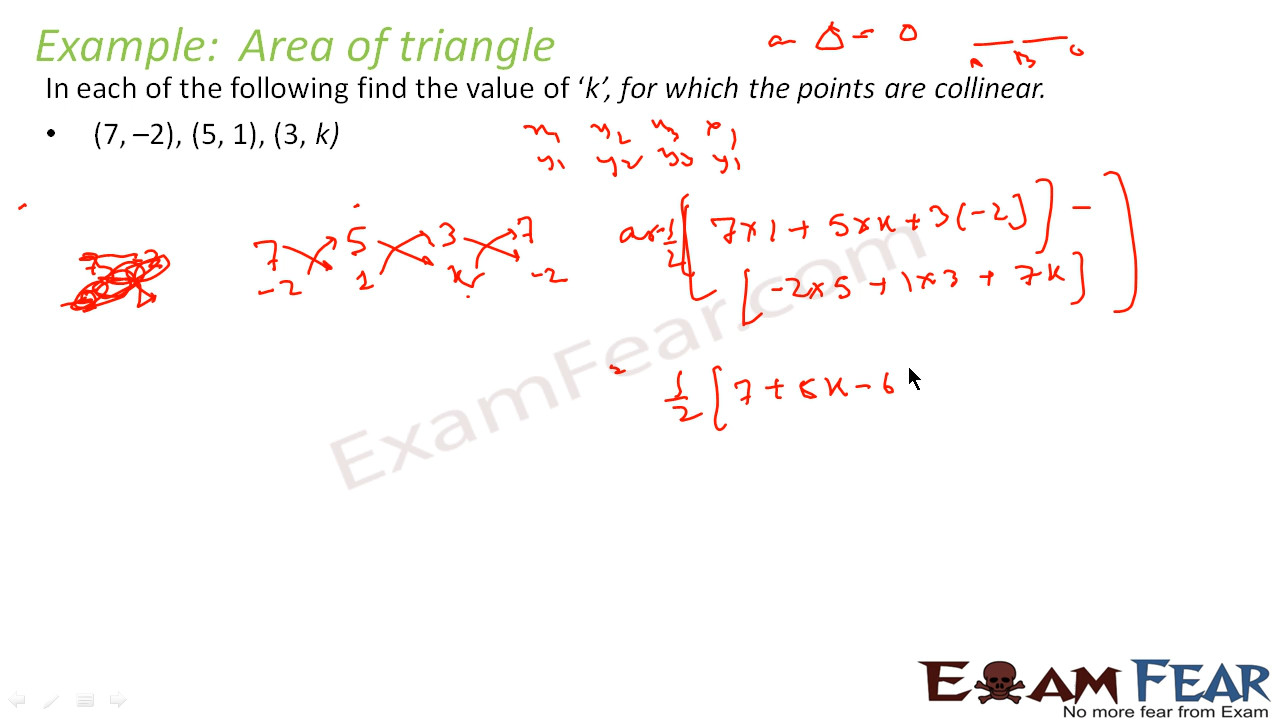 Example: Area of triangle
ar Δ = 0
A B C
In each of the following find the value of ‘k’, for which the points are collinear.
• (7, –2), (5, 1), (3, k)
x1 x2 x3 x1
y1 y2 y3 y1
7 5 3 7
-2 1 k -2
ar = 1/2 [ [ 7×1 + 5×k + 3(-2) ] -
[ -2×5 + 1×3 + 7k ] ]
= 1/2 [ 7 + 5k - 6
ExamFear.com
EXAM FEAR
No more fear from Exam